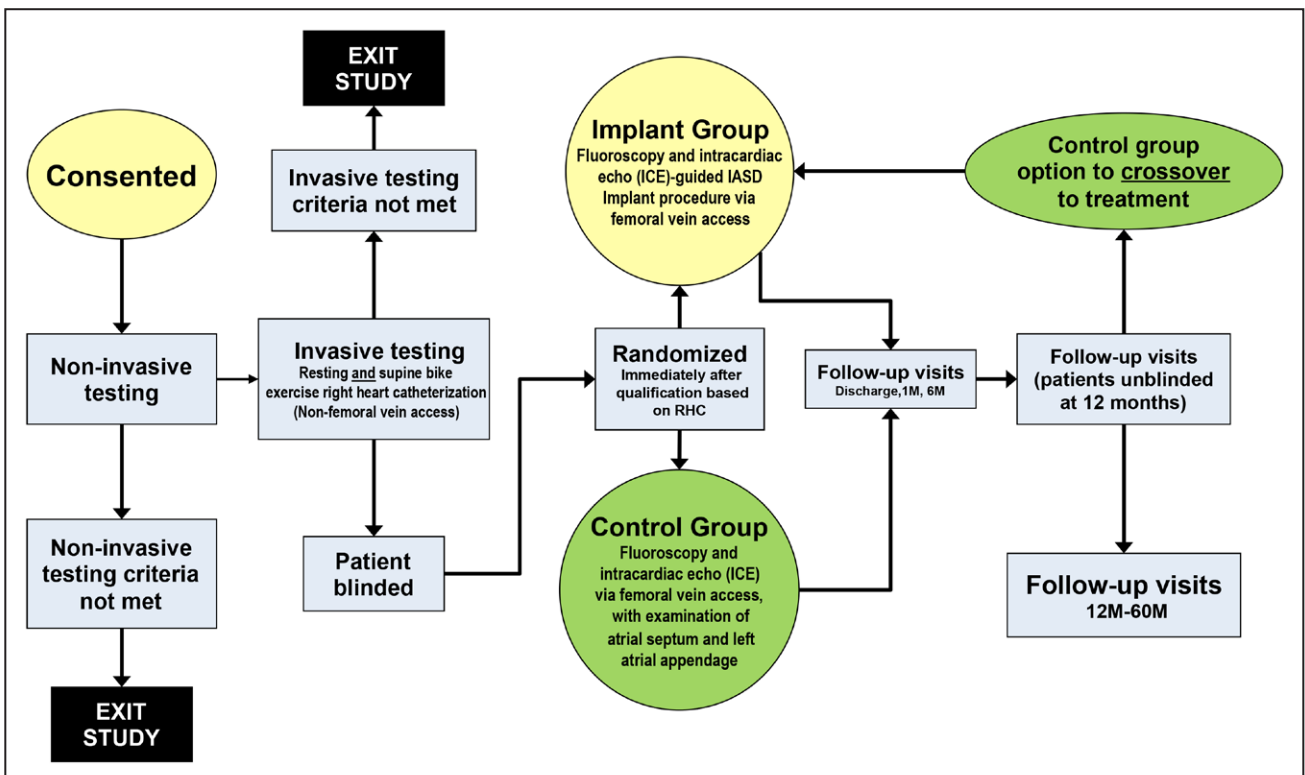 Consented
Non-invasive
testing
Non-invasive
testing criteria
not met
EXIT
STUDY
EXIT
STUDY
Invasive testing
criteria not met
Invasive testing
Resting and supine bike
exercise right heart catheterization
(Non-femoral vein access)
Patient
blinded
Implant Group
Fluoroscopy and intracardiac
echo (ICE)-guided IASD
Implant procedure via
femoral vein access
Randomized
Immediately after
qualification based
on RHC
Control Group
Fluoroscopy and
intracardiac echo (ICE)
via femoral vein access,
with examination of
atrial septum and left
atrial appendage
Follow-up visits
Discharge,1M, 6M
Control group
option to crossover
to treatment
Follow-up visits
(patients unblinded
at 12 months)
Follow-up visits
12M-60M